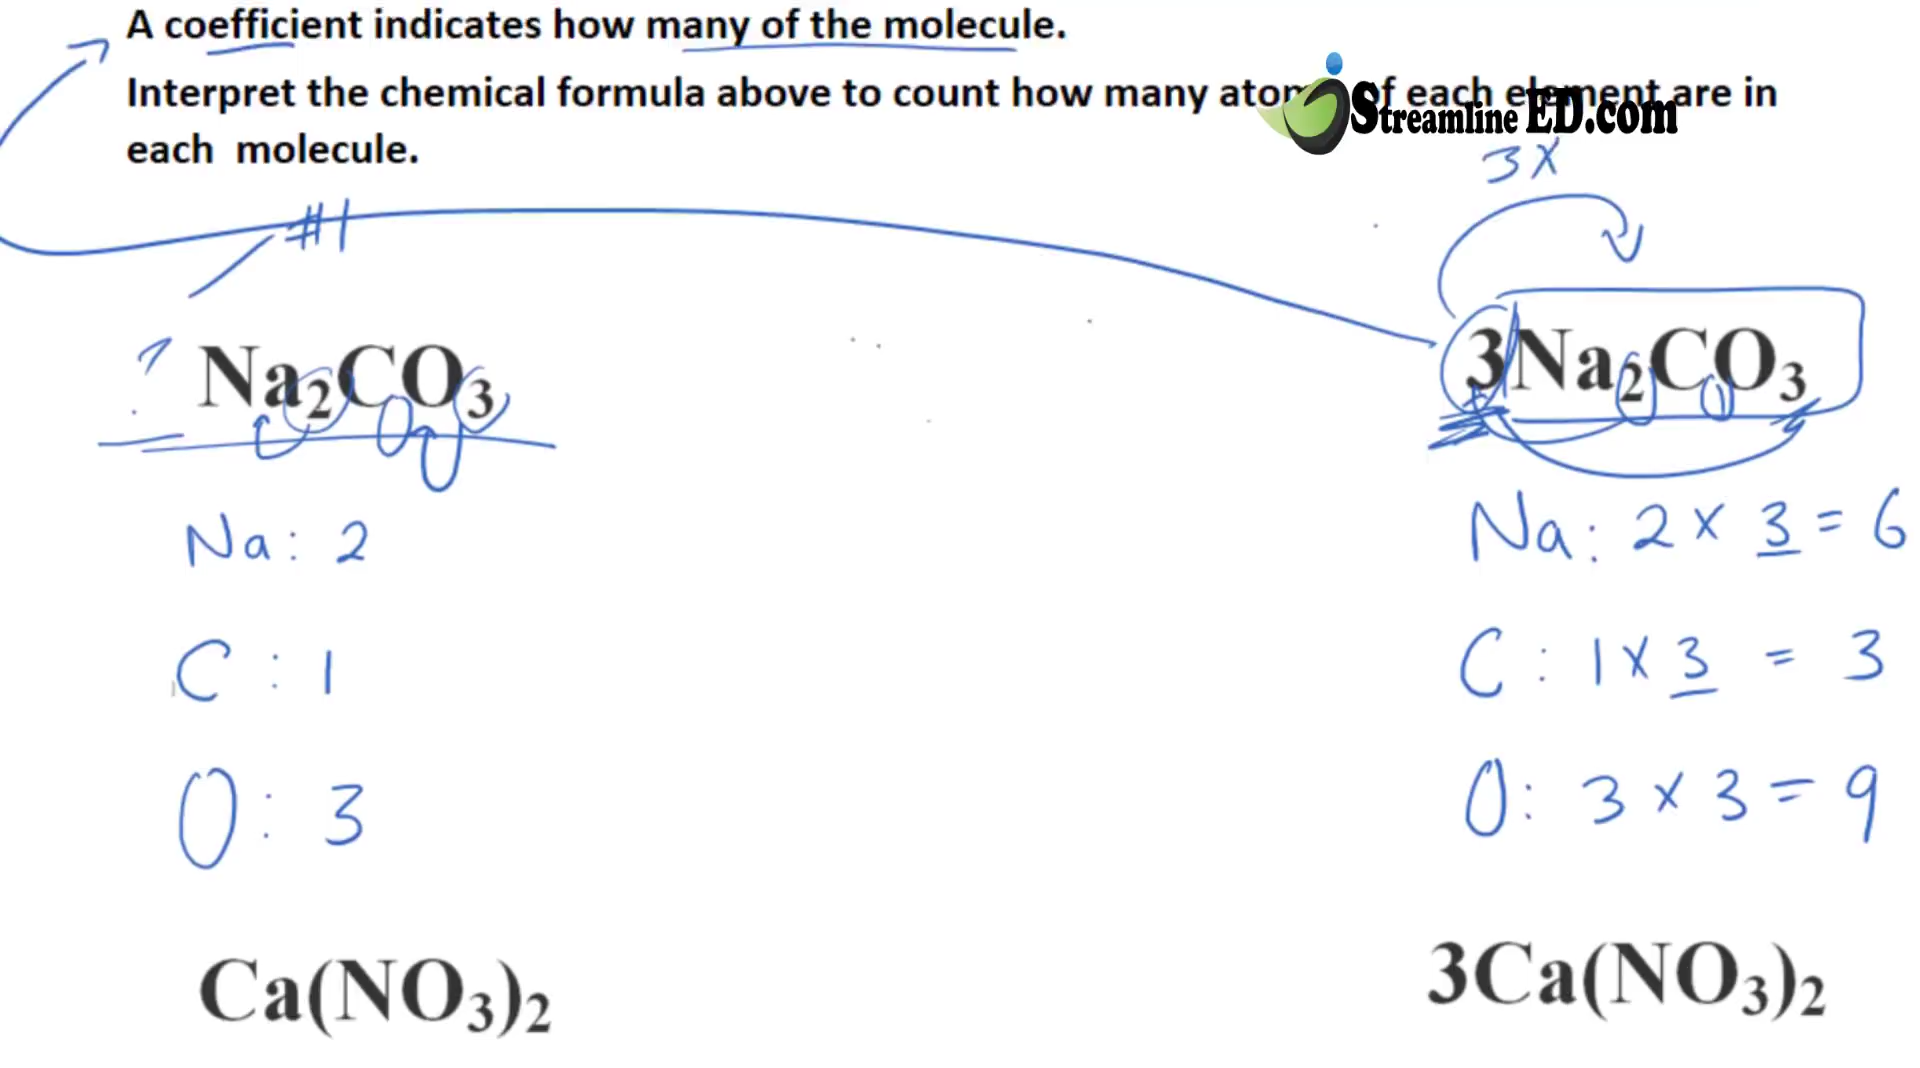 A coefficient indicates how many of the molecule.
Interpret the chemical formula above to count how many atoms of each element are in
each molecule.
StreamlineED.com
3x
#1
Na₂CO₃
3Na₂CO₃
Na: 2
Na: 2 x 3 = 6
C: 1
C: 1 x 3 = 3
O: 3
O: 3 x 3 = 9
Ca(NO₃)₂
3Ca(NO₃)₂